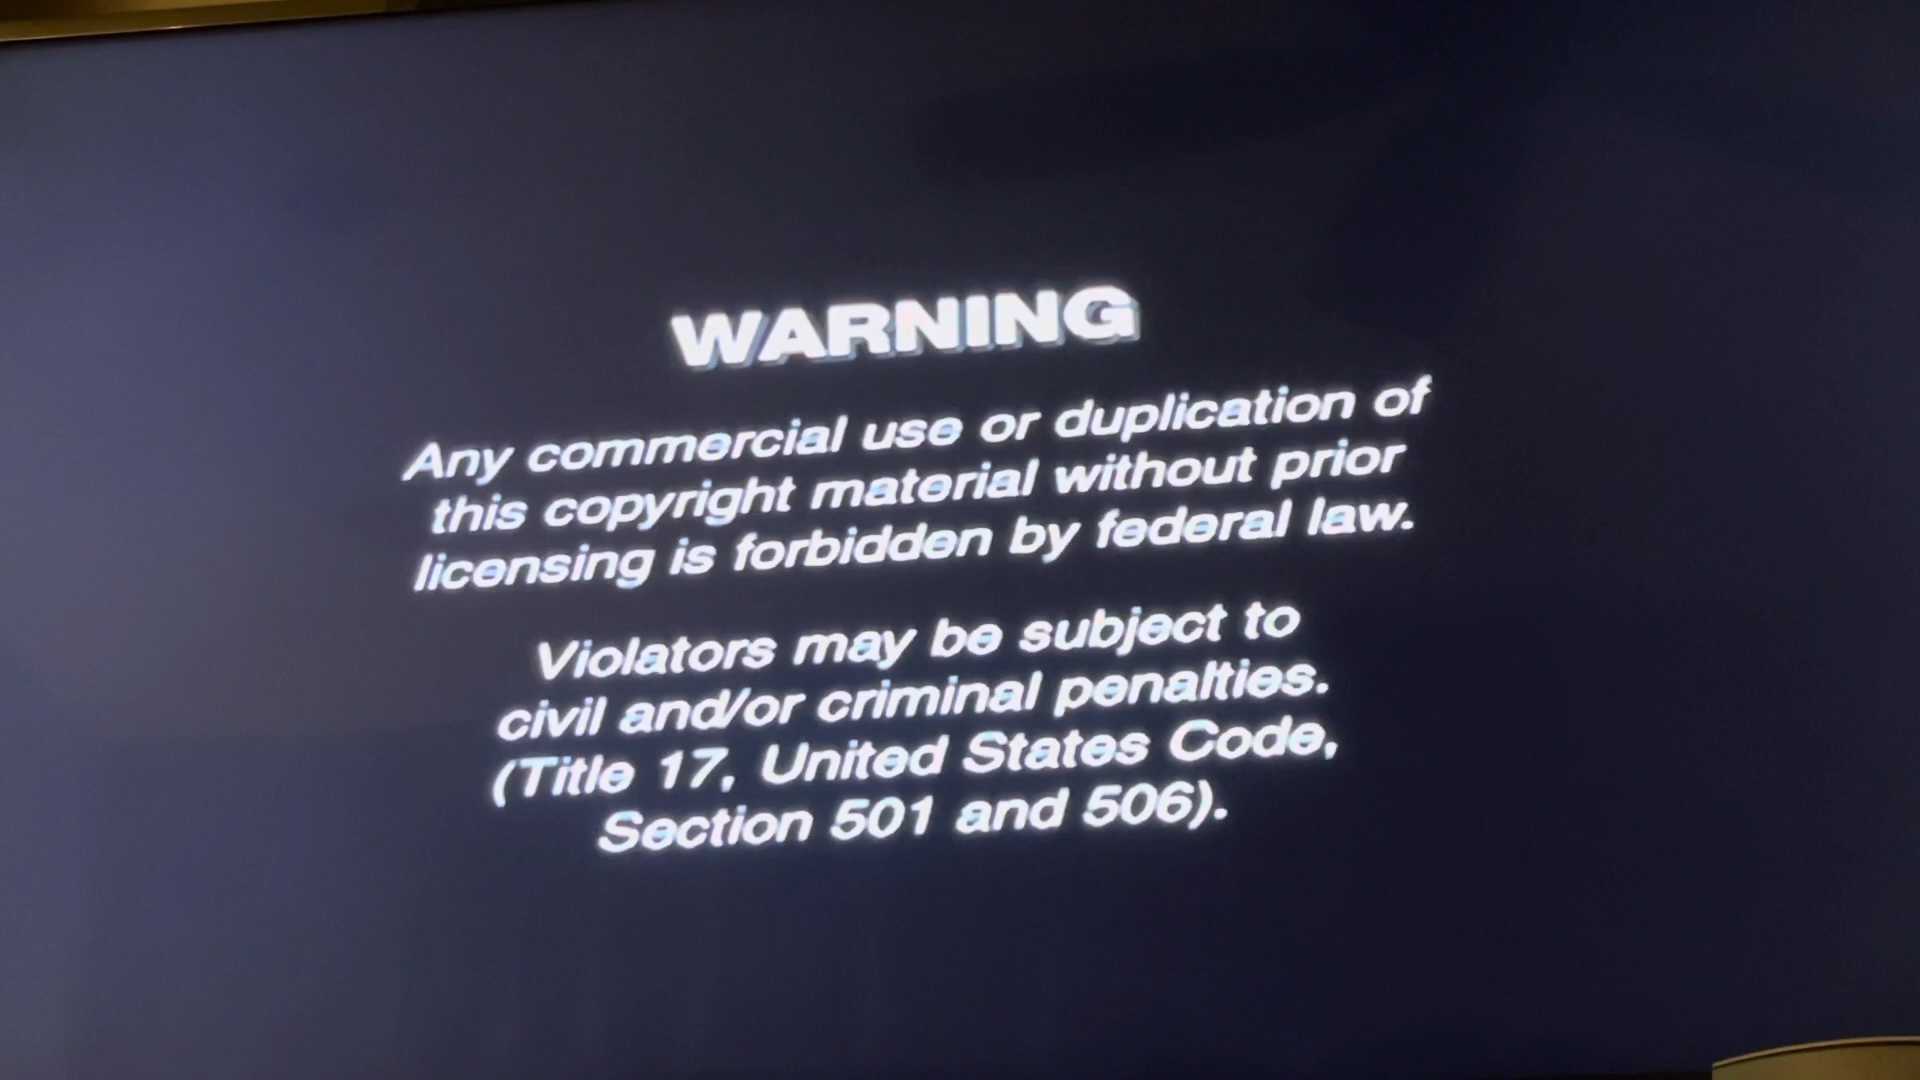 WARNING
Any commercial use or duplication of
this copyright material without prior
licensing is forbidden by federal law.
Violators may be subject to
civil and/or criminal penalties.
(Title 17, United States Code,
Section 501 and 506).